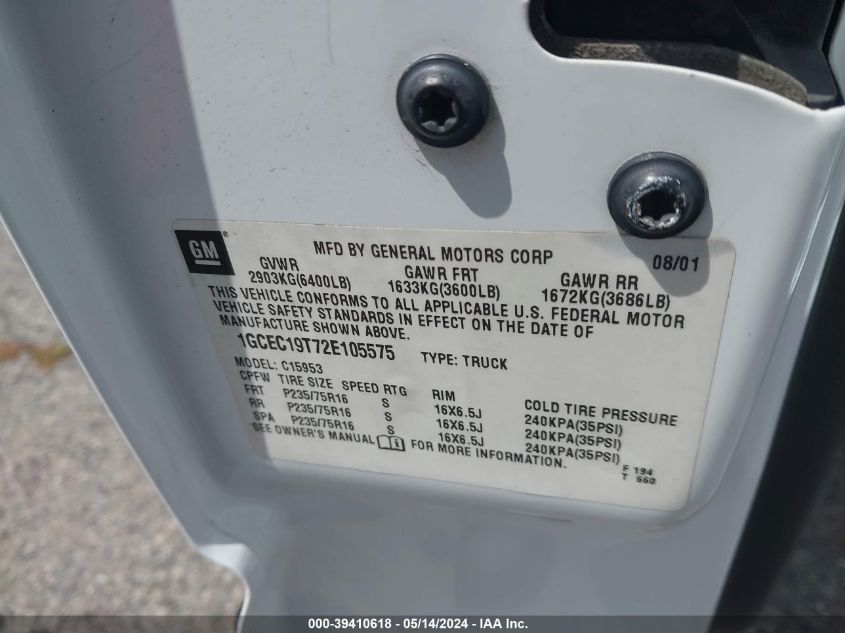 GM ®
MFD BY GENERAL MOTORS CORP 08/01
GVWR GAWR FRT GAWR RR
2903KG(6400LB) 1633KG(3600LB) 1672KG(3686LB)
THIS VEHICLE CONFORMS TO ALL APPLICABLE U.S. FEDERAL MOTOR
VEHICLE SAFETY STANDARDS IN EFFECT ON THE DATE OF
MANUFACTURE SHOWN ABOVE.
1GCEC19T72E105575 TYPE: TRUCK
MODEL: C15953
CPFW TIRE SIZE SPEED RTG RIM COLD TIRE PRESSURE
FRT P235/75R16 S 16X6.5J 240KPA(35PSI)
RR P235/75R16 S 16X6.5J 240KPA(35PSI)
SPA P235/75R16 S 16X6.5J 240KPA(35PSI)
SEE OWNER'S MANUAL FOR MORE INFORMATION.
F 194
T 660
000-39410618 - 05/14/2024 - IAA Inc.